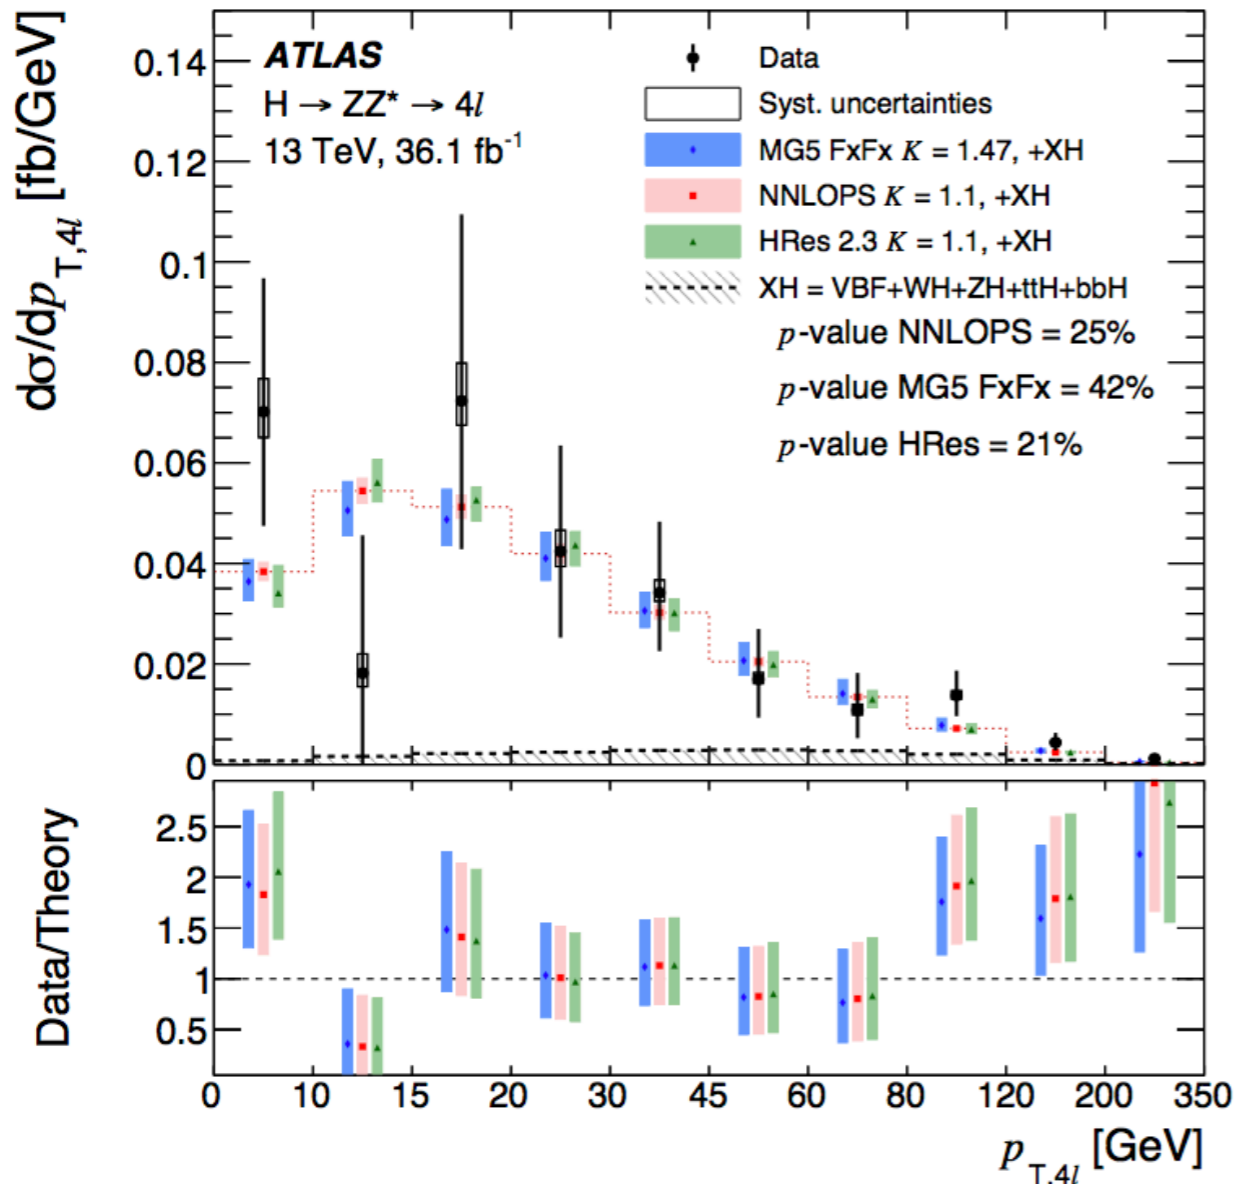 dσ/dp_T,4l [fb/GeV]
0.14
0.12
0.1
0.08
0.06
0.04
0.02
0
ATLAS
H → ZZ* → 4l
13 TeV, 36.1 fb⁻¹
Data
Syst. uncertainties
MG5 FxFx K = 1.47, +XH
NNLOPS K = 1.1, +XH
HRes 2.3 K = 1.1, +XH
XH = VBF+WH+ZH+ttH+bbH
p-value NNLOPS = 25%
p-value MG5 FxFx = 42%
p-value HRes = 21%
Data/Theory
2.5
2
1.5
1
0.5
0 10 15 20 30 45 60 80 120 200 350
p_T,4l [GeV]